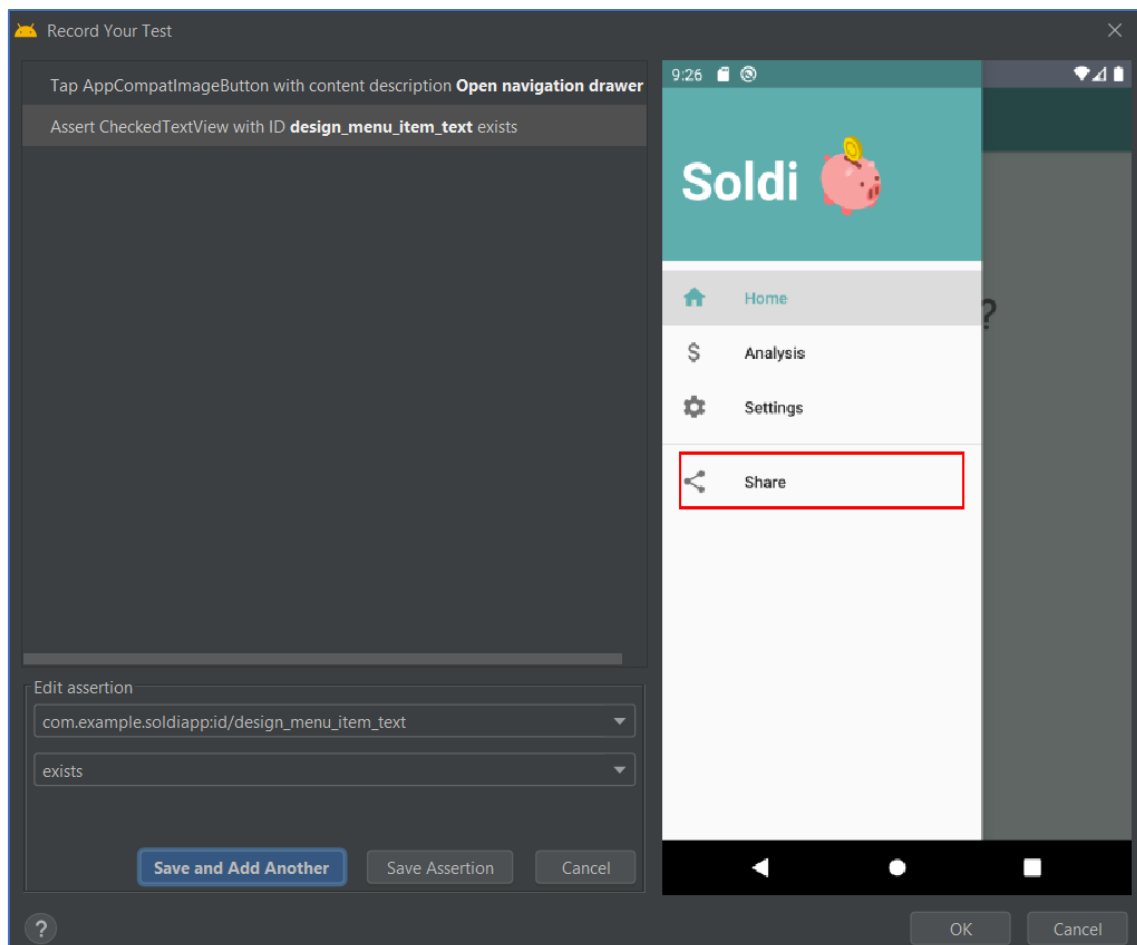 Record Your Test
Tap AppCompatImageButton with content description Open navigation drawer
Assert CheckedTextView with ID design_menu_item_text exists
Edit assertion
com.example.soldiapp:id/design_menu_item_text
exists
Save and Add Another
Save Assertion
Cancel
9:26
Soldi
Home
?
$ Analysis
Settings
Share
?
OK
Cancel